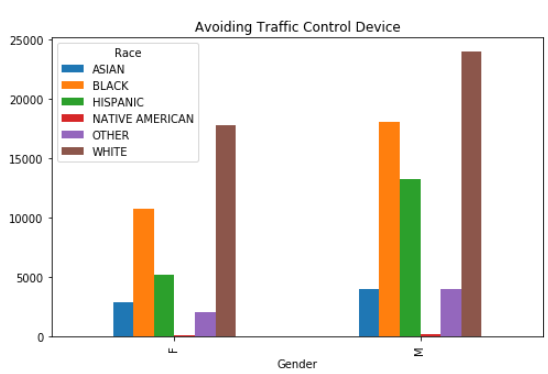 Avoiding Traffic Control Device
25000
20000
15000
10000
5000
0
Race
ASIAN
BLACK
HISPANIC
NATIVE AMERICAN
OTHER
WHITE
F
M
Gender